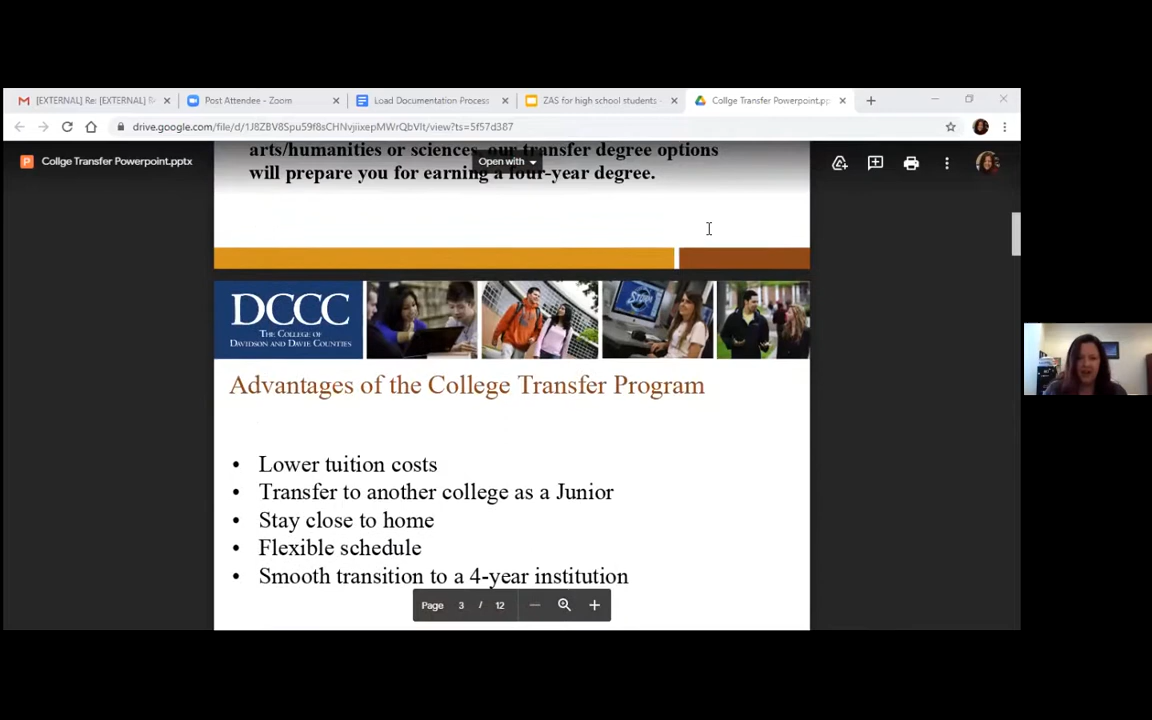 [EXTERNAL] Re: [EXTERNAL]
Post Attendee - Zoom
Load Documentation Process
ZAS for high school students
Collge Transfer Powerpoint.pp
drive.google.com/file/d/1J8ZBV8Spu59f8sCHNvjiixepMWrQbVIt/view?ts=5f57d387
Collge Transfer Powerpoint.pptx
Open with
arts/humanities or sciences, our transfer degree options
will prepare you for earning a four-year degree.
DCCC
THE COLLEGE OF
DAVIDSON AND DAVIE COUNTIES
STORM
Advantages of the College Transfer Program
• Lower tuition costs
• Transfer to another college as a Junior
• Stay close to home
• Flexible schedule
• Smooth transition to a 4-year institution
Page 3 / 12